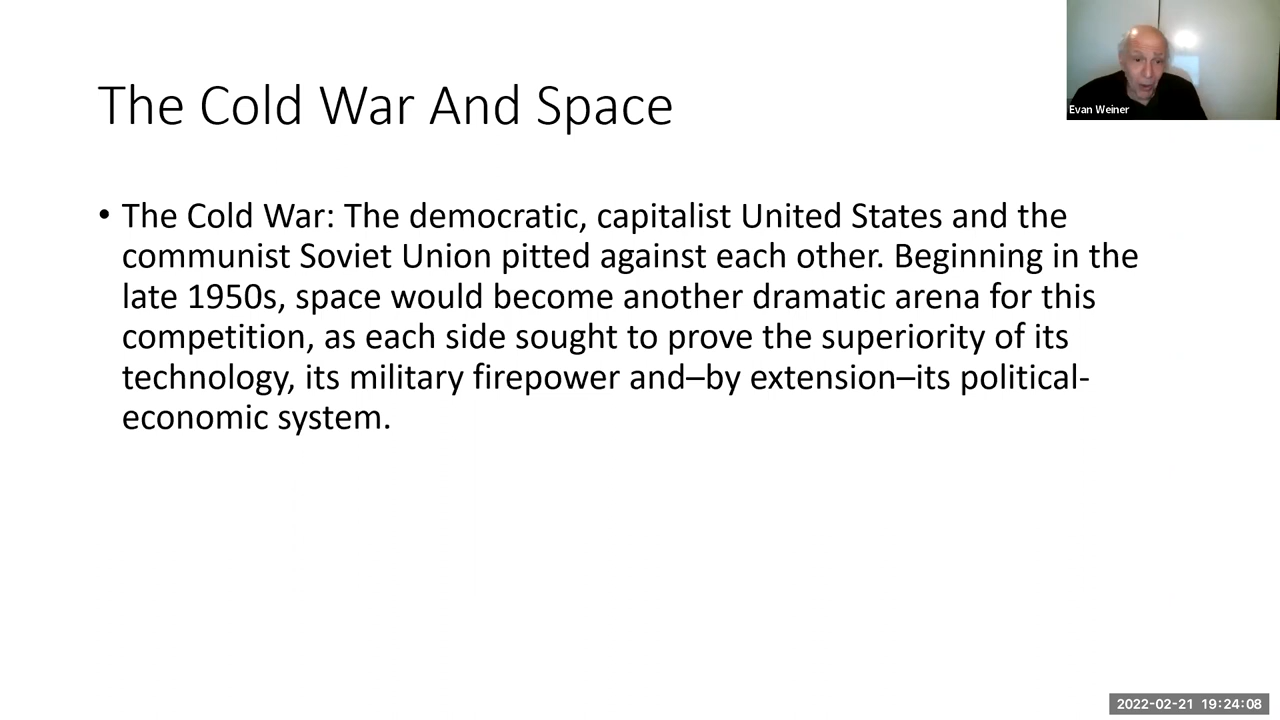 The Cold War And Space
Evan Weiner
• The Cold War: The democratic, capitalist United States and the
communist Soviet Union pitted against each other. Beginning in the
late 1950s, space would become another dramatic arena for this
competition, as each side sought to prove the superiority of its
technology, its military firepower and–by extension–its political-
economic system.
2022-02-21 19:24:08